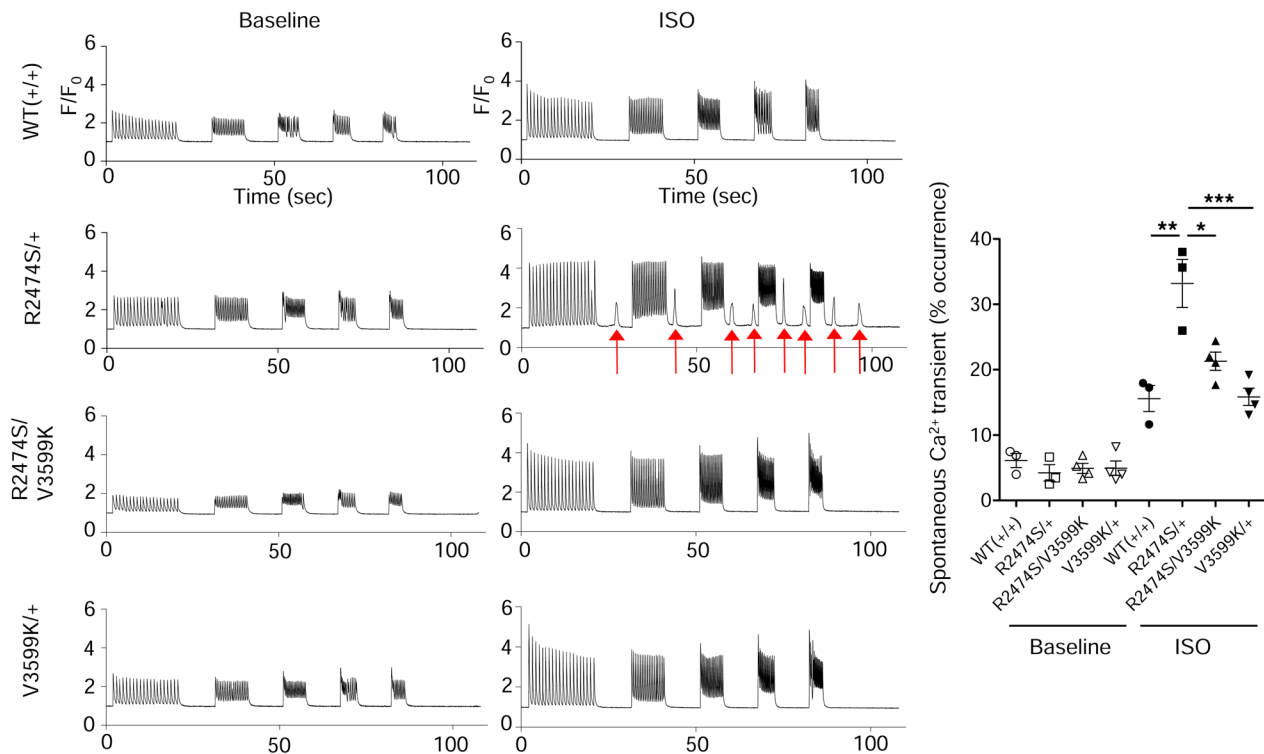 Baseline
ISO
WT(+/+)
F/F0
6
4
2
0
0 50 100
Time (sec)
F/F0
6
4
2
0
0 50 100
Time (sec)
R2474S/+
6
4
2
0
0 50 100
6
4
2
0
0 50 100
R2474S/
V3599K
6
4
2
0
0 50 100
6
4
2
0
0 50 100
V3599K/+
6
4
2
0
0 50 100
6
4
2
0
0 50 100
Spontaneous Ca2+ transient (% occurrence)
***
** *
40
30
20
10
0
WT(+/+)
R2474S/+
R2474S/V3599K
V3599K/+
WT(+/+)
R2474S/+
R2474S/V3599K
V3599K/+
Baseline
ISO